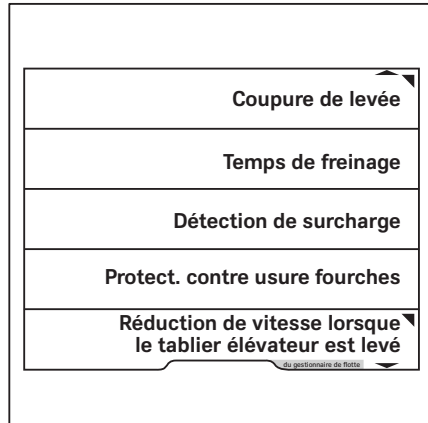 Coupure de levée
Temps de freinage
Détection de surcharge
Protect. contre usure fourches
Réduction de vitesse lorsque
le tablier élévateur est levé
du gestionnaire de flotte